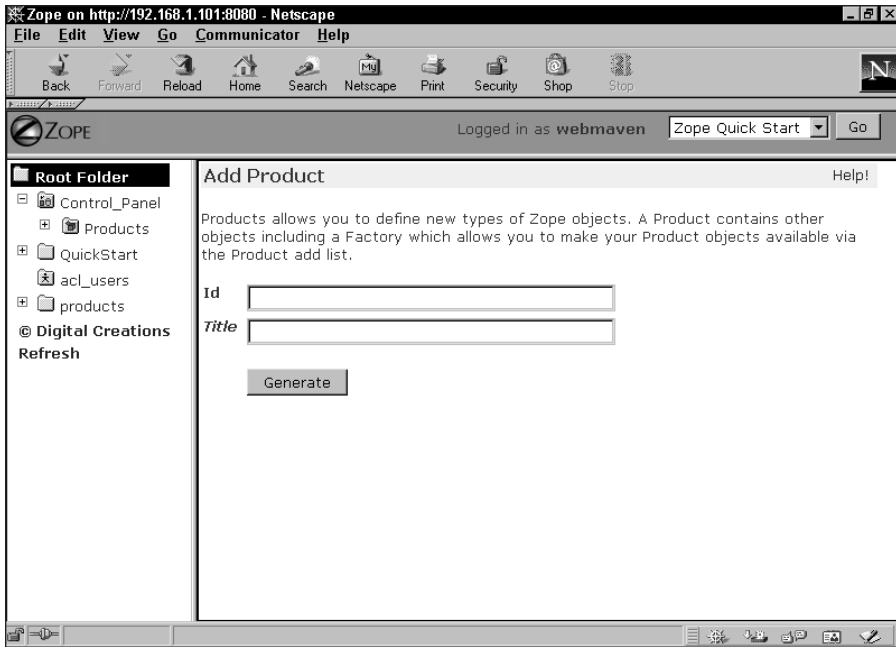 Zope on http://192.168.1.101:8080 - Netscape
File Edit View Go Communicator Help
Back Forward Reload Home Search Netscape Print Security Shop Stop
My
N
ZOPE
Logged in as webmaven
Zope Quick Start
Go
Root Folder
Control_Panel
Products
QuickStart
acl_users
products
© Digital Creations
Refresh
Add Product
Help!
Products allows you to define new types of Zope objects. A Product contains other
objects including a Factory which allows you to make your Product objects available via
the Product add list.
Id
Title
Generate